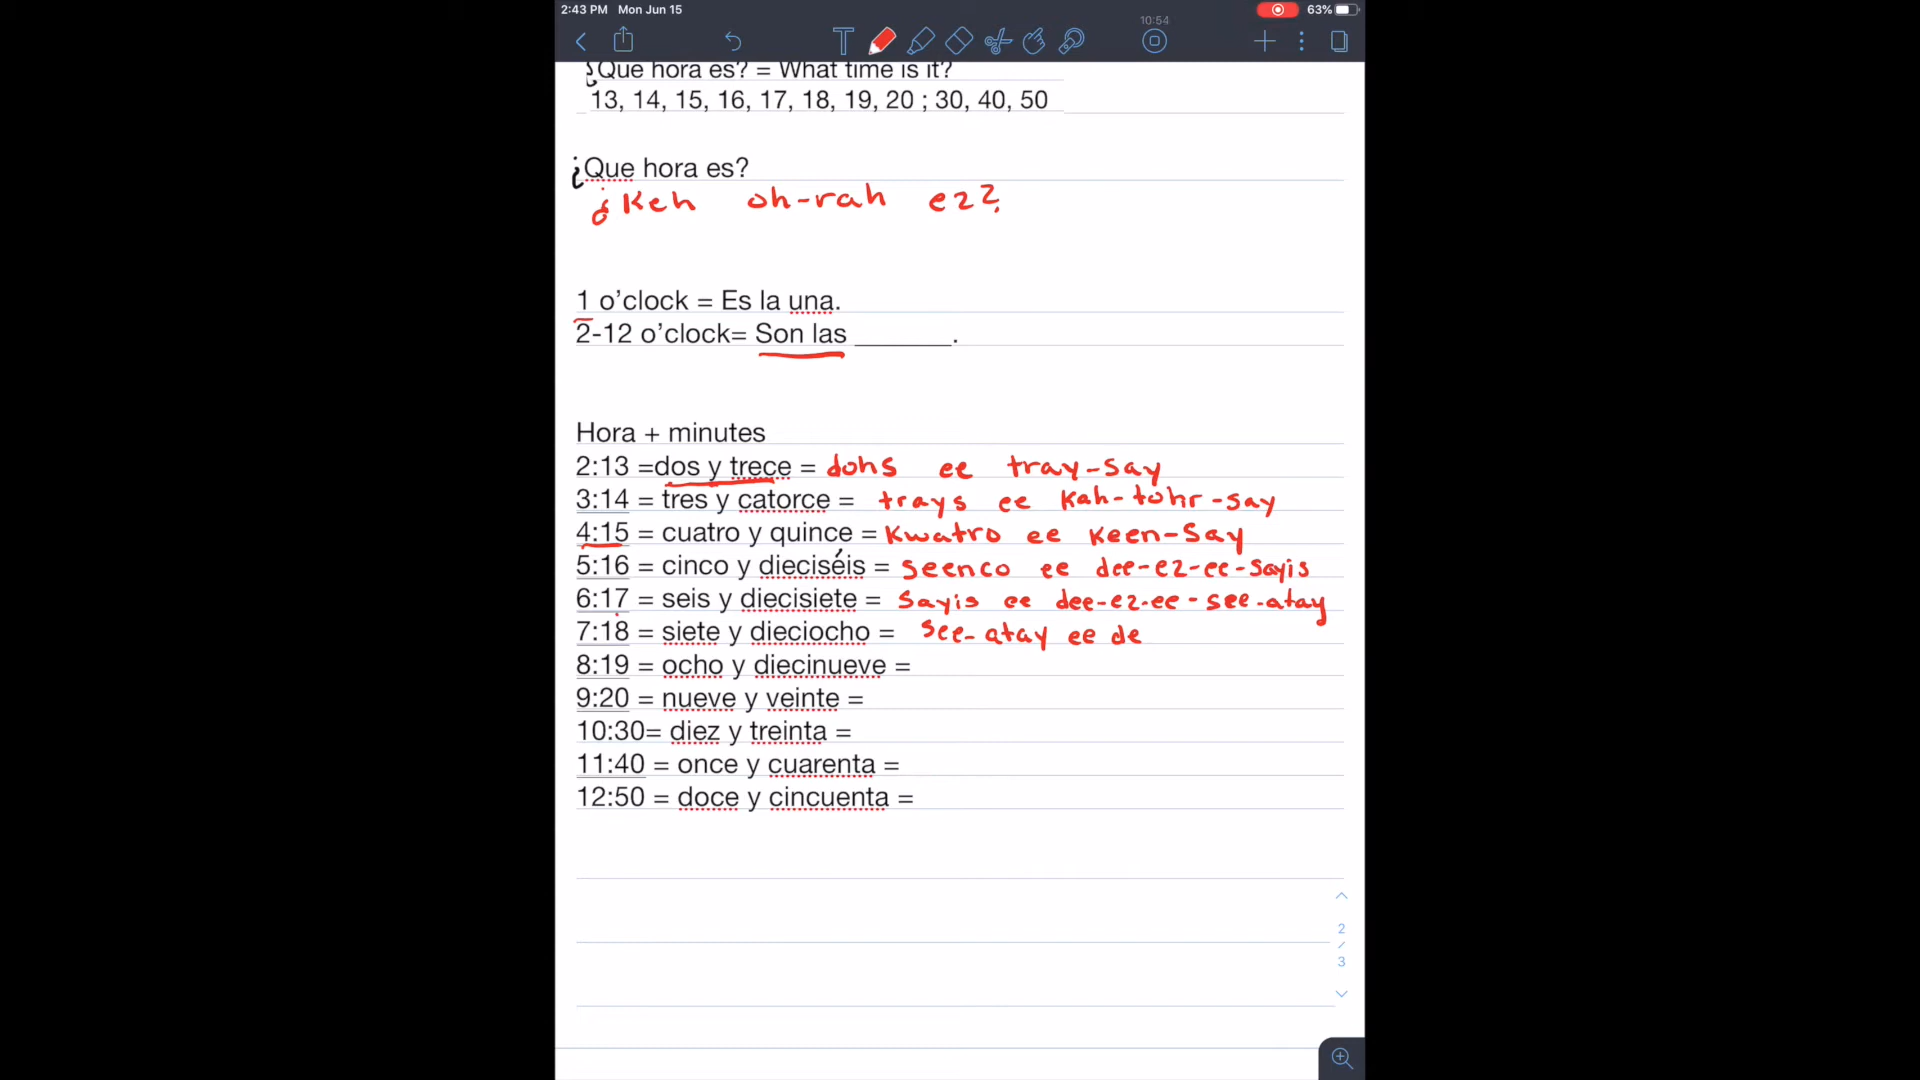 2:43 PM Mon Jun 15
63%
10:54
¿Que hora es? = What time is it?
13, 14, 15, 16, 17, 18, 19, 20 ; 30, 40, 50
¿Que hora es?
¿Keh oh-rah ez?
1 o’clock = Es la una.
2-12 o’clock= Son las _______.
Hora + minutes
2:13 =dos y trece = dohs ee tray-say
3:14 = tres y catorce = trays ee kah-tohr-say
4:15 = cuatro y quince = kwatro ee keen-say
5:16 = cinco y dieciséis = seenco ee dee-ez-ee-sayis
6:17 = seis y diecisiete = sayis ee dee-ez-ee-see-atay
7:18 = siete y dieciocho = see-atay ee de
8:19 = ocho y diecinueve =
9:20 = nueve y veinte =
10:30= diez y treinta =
11:40 = once y cuarenta =
12:50 = doce y cincuenta =
2
/
3